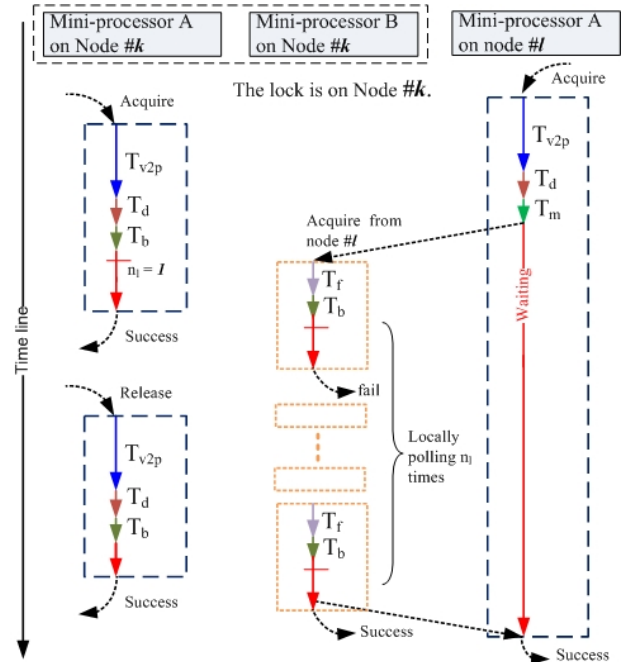 Mini-processor A
on Node #k
Mini-processor B
on Node #k
Mini-processor A
on node #l
The lock is on Node #k.
Time line
Acquire
Tv2p
Td
Tb
nl = 1
Success
Release
Tv2p
Td
Tb
Success
Acquire from
node #l
Tf
Tb
fail
Locally
polling nl
times
Tf
Tb
Success
Acquire
Tv2p
Td
Tm
Waiting
Success